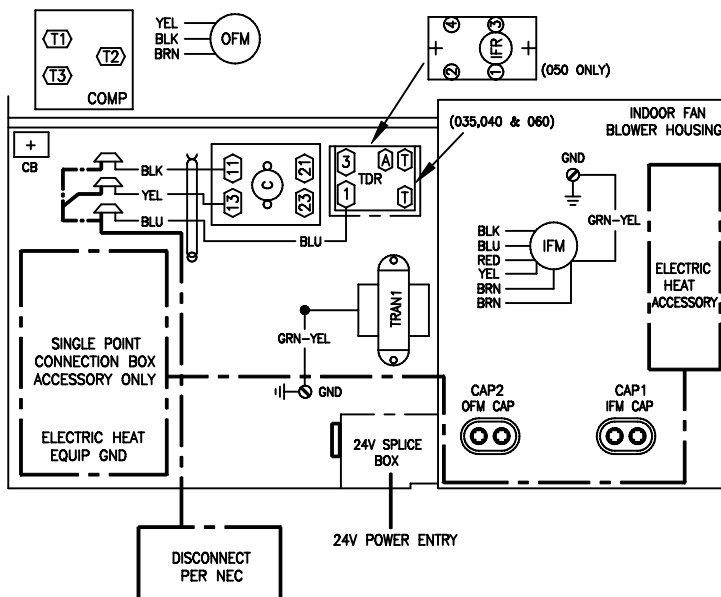 T1
T2
T3
COMP
YEL
BLK
BRN
OFM
4
3
IFR
2
1
(050 ONLY)
(035,040 & 060)
INDOOR FAN
BLOWER HOUSING
+
CB
BLK
YEL
BLU
11
21
C
13
23
3
A
T
TDR
1
T
BLU
GND
GRN-YEL
BLK
BLU
RED
YEL
BRN
BRN
IFM
ELECTRIC
HEAT
ACCESSORY
TRAN1
GRN-YEL
GND
SINGLE POINT
CONNECTION BOX
ACCESSORY ONLY
ELECTRIC HEAT
EQUIP GND
CAP2
OFM CAP
CAP1
IFM CAP
24V SPLICE
BOX
24V POWER ENTRY
DISCONNECT
PER NEC